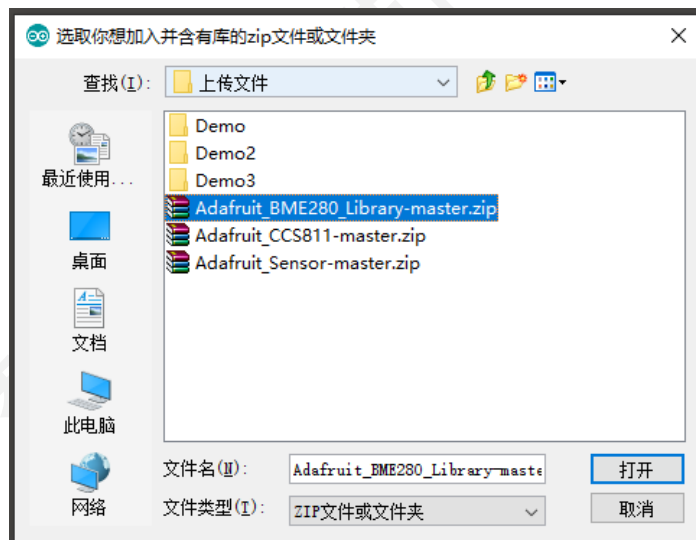 选取你想加入并含有库的zip文件或文件夹
查找(I): 上传文件
Demo
Demo2
Demo3
Adafruit_BME280_Library-master.zip
Adafruit_CCS811-master.zip
Adafruit_Sensor-master.zip
最近使用...
桌面
文档
此电脑
网络
文件名(N): Adafruit_BME280_Library-maste 打开
文件类型(T): ZIP文件或文件夹 取消